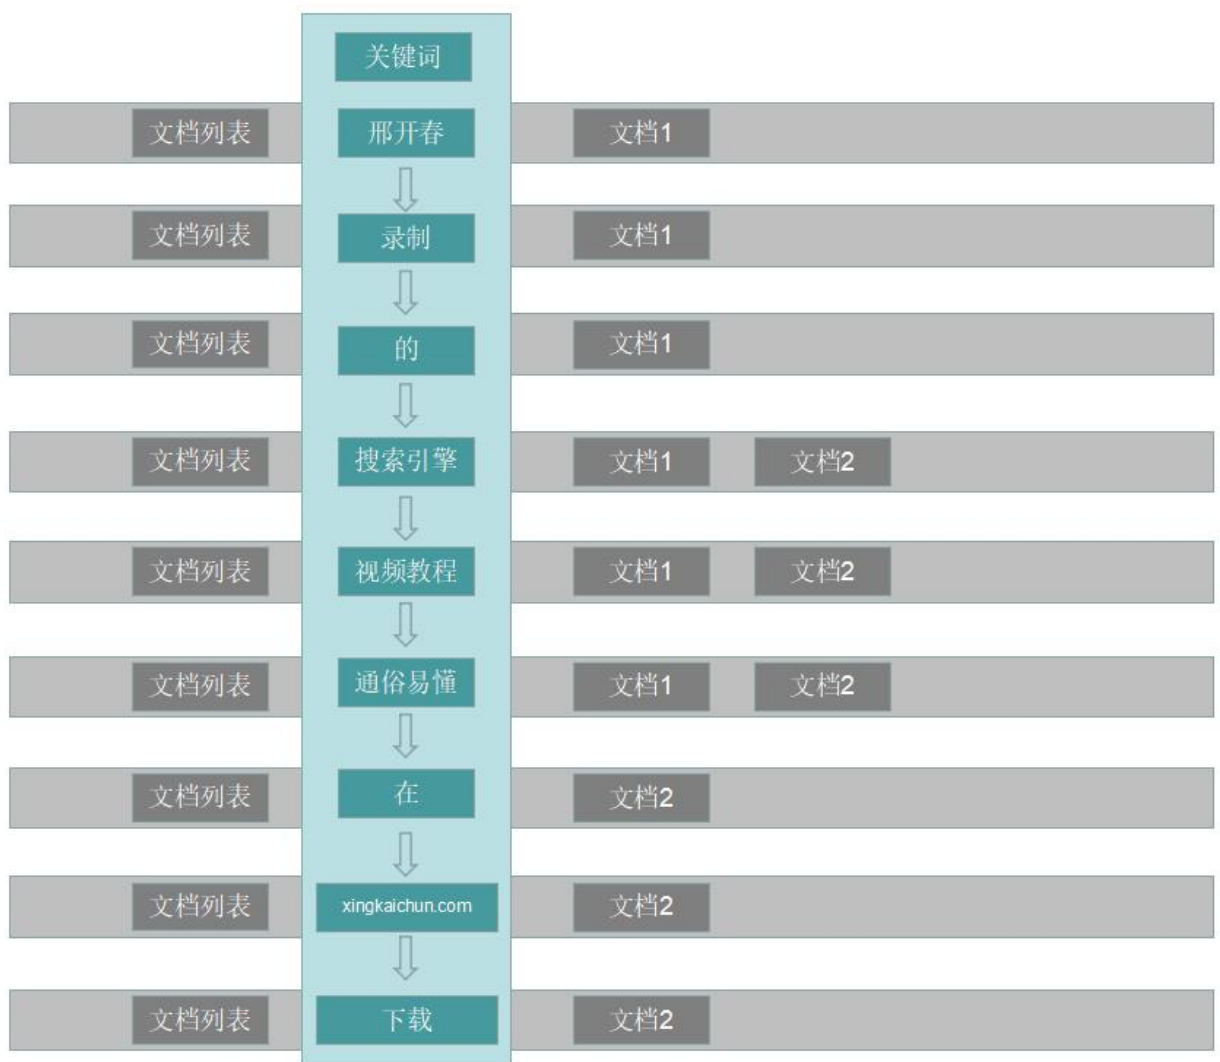 关键词
文档列表 邢开春 文档1
文档列表 录制 文档1
文档列表 的 文档1
文档列表 搜索引擎 文档1 文档2
文档列表 视频教程 文档1 文档2
文档列表 通俗易懂 文档1 文档2
文档列表 在 文档2
文档列表 xingkaichun.com 文档2
文档列表 下载 文档2